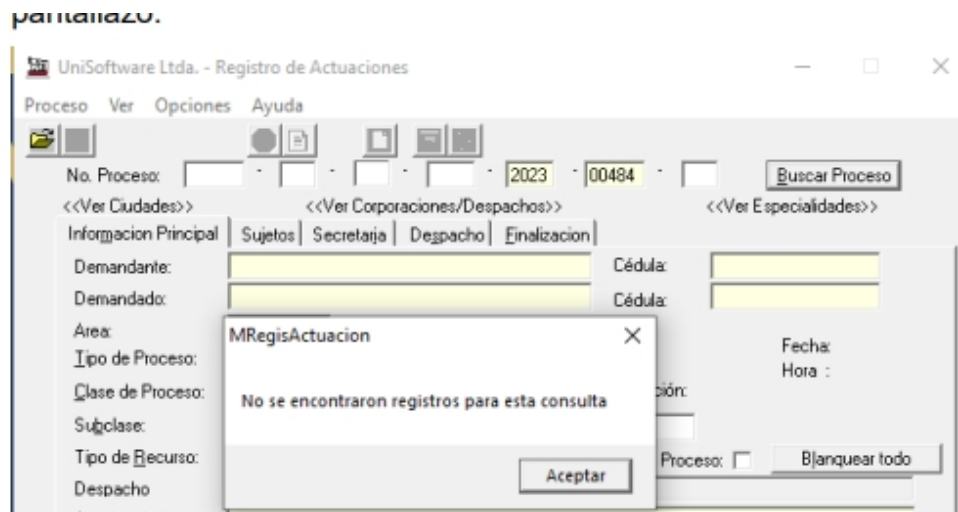 pantallazo.
UniSoftware Ltda. - Registro de Actuaciones
Proceso Ver Opciones Ayuda
No. Proceso: - - - - 2023 - 00484 - Buscar Proceso
<<Ver Ciudades>> <<Ver Corporaciones/Despachos>> <<Ver Especialidades>>
Informacion Principal Sujetos Secretaria Despacho Finalizacion
Demandante: Cédula:
Demandado: Cédula:
Area:
MRegisActuacion
Fecha:
Tipo de Proceso:
Hora :
Clase de Proceso:
ción:
No se encontraron registros para esta consulta
Subclase:
Tipo de Recurso: Proceso: Blanquear todo
Aceptar
Despacho